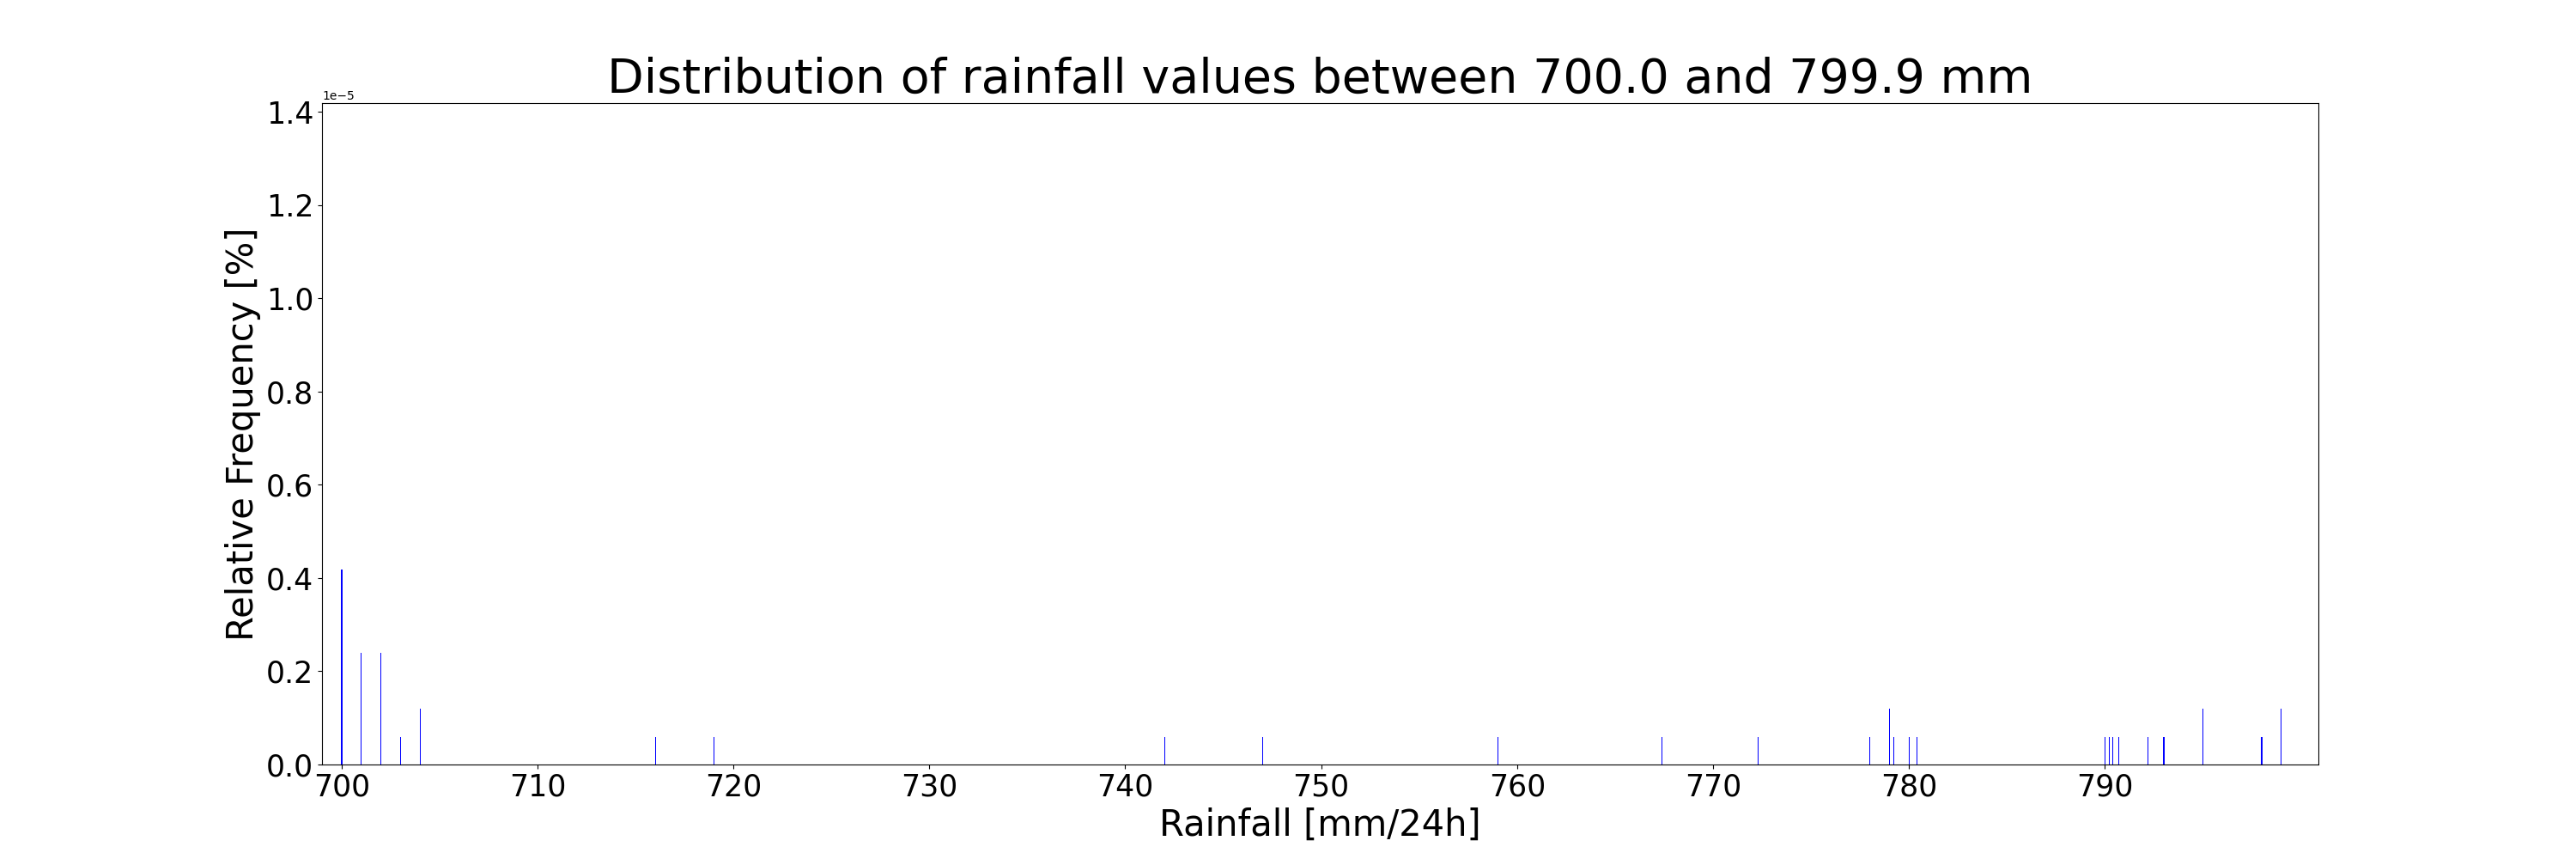 Distribution of rainfall values between 700.0 and 799.9 mm
1e−5
1.4
1.2
1.0
0.8
0.6
0.4
0.2
0.0
Relative Frequency [%]
700 710 720 730 740 750 760 770 780 790
Rainfall [mm/24h]